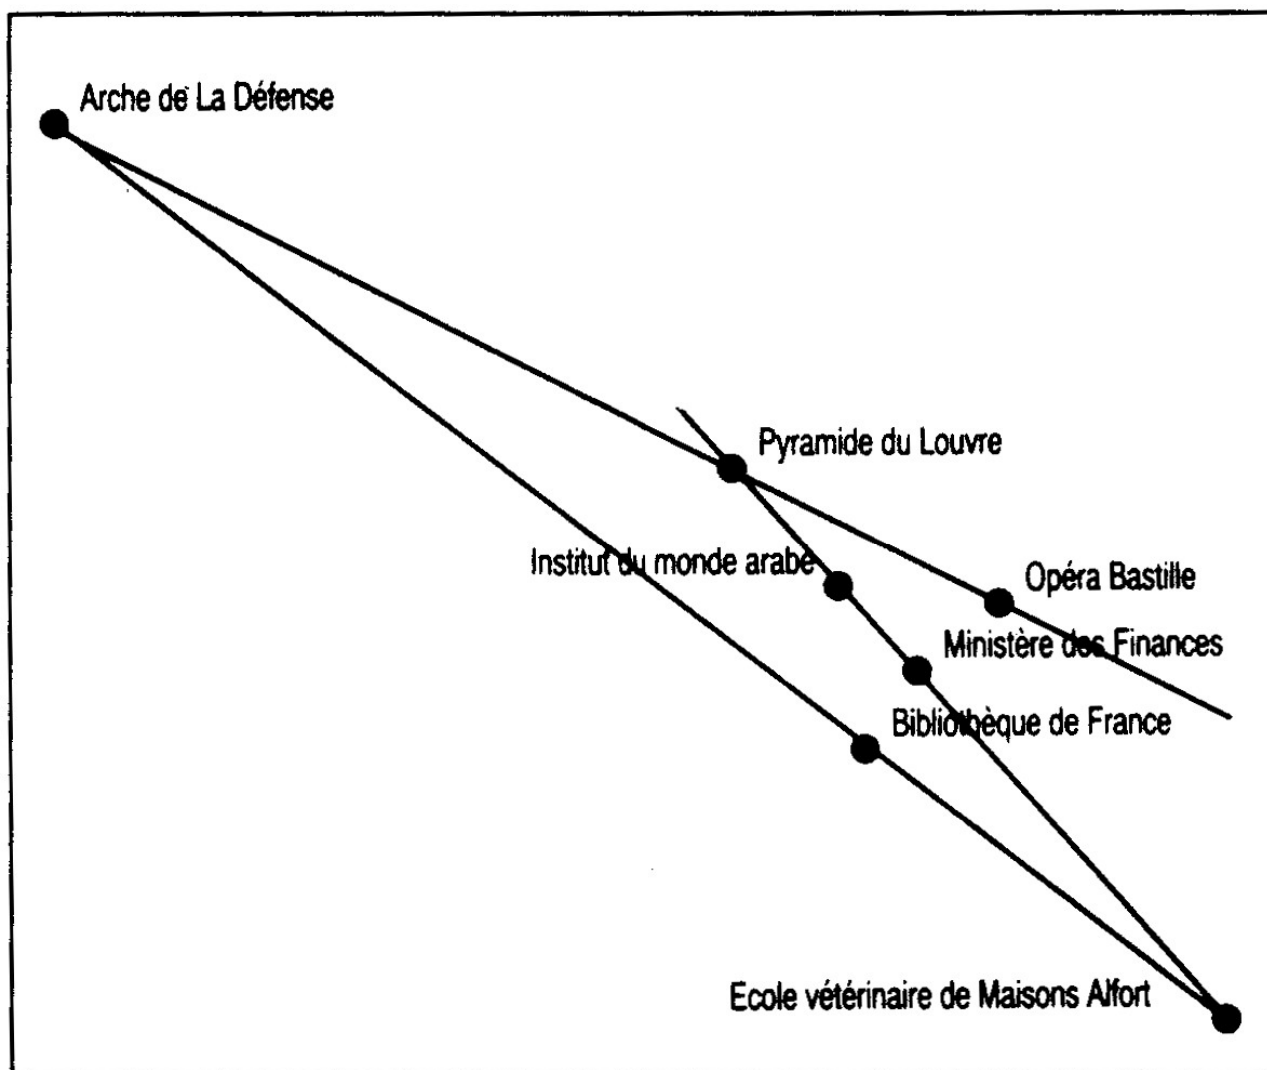 Arche de La Défense
Pyramide du Louvre
Institut du monde arabe
Opéra Bastille
Ministère des Finances
Bibliothèque de France
Ecole vétérinaire de Maisons Alfort